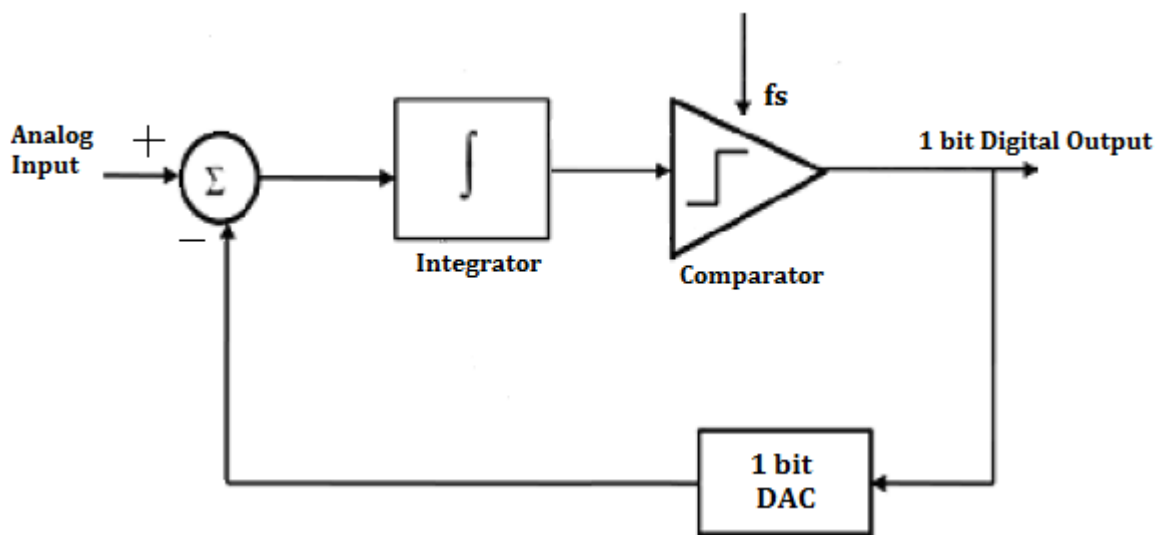 Analog
Input
+
Σ
−
∫
Integrator
fs
Comparator
1 bit Digital Output
1 bit
DAC